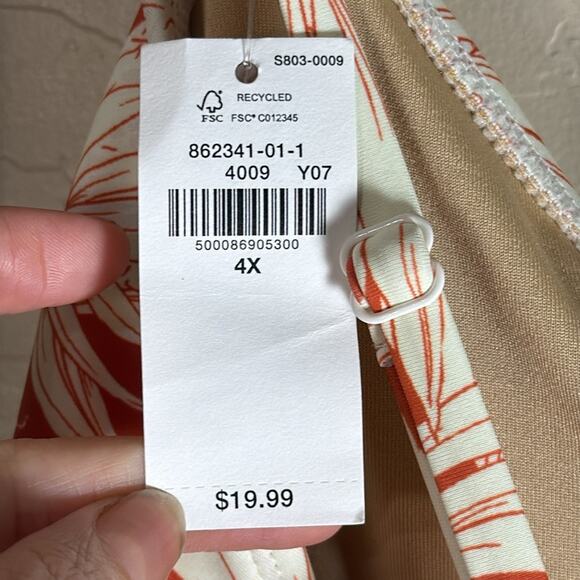 S803-0009
RECYCLED
FSC FSC® C012345
862341-01-1
4009 Y07
500086905300
4X
$19.99